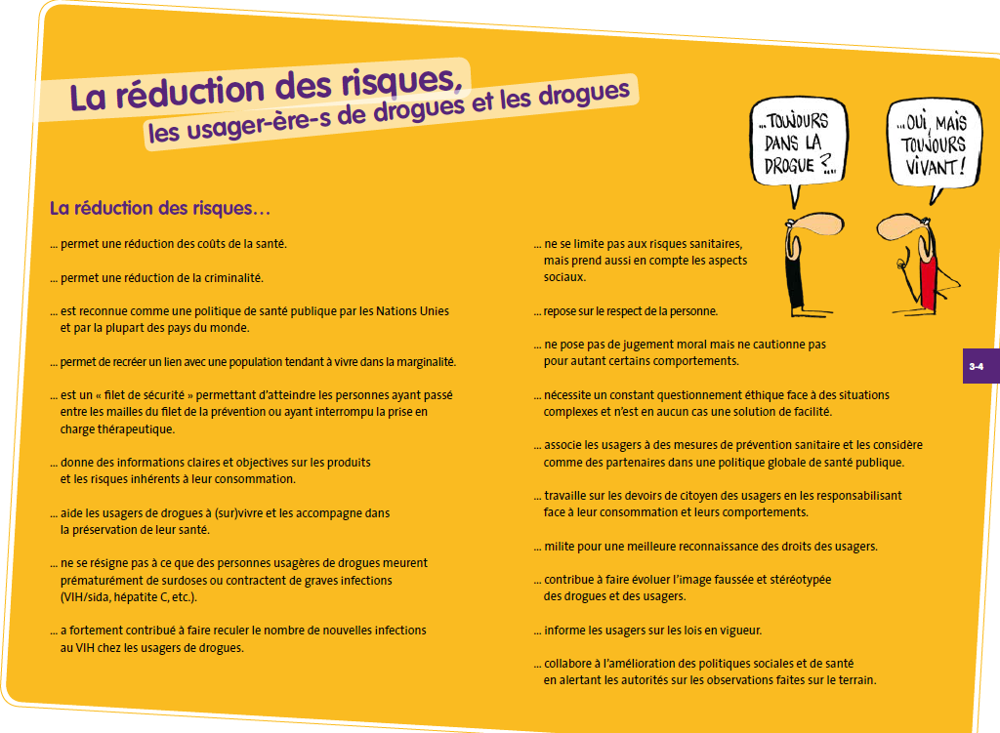 La réduction des risques,
les usager-ère-s de drogues et les drogues
...TOUJOURS
DANS LA
DROGUE ?...
...OUi, MAiS
TOUJOURS
ViVANT !
La réduction des risques…
... permet une réduction des coûts de la santé.
... permet une réduction de la criminalité.
... est reconnue comme une politique de santé publique par les Nations Unies
et par la plupart des pays du monde.
... permet de recréer un lien avec une population tendant à vivre dans la marginalité.
... est un « filet de sécurité » permettant d’atteindre les personnes ayant passé
entre les mailles du filet de la prévention ou ayant interrompu la prise en
charge thérapeutique.
... donne des informations claires et objectives sur les produits
et les risques inhérents à leur consommation.
... aide les usagers de drogues à (sur)vivre et les accompagne dans
la préservation de leur santé.
... ne se résigne pas à ce que des personnes usagères de drogues meurent
prématurément de surdoses ou contractent de graves infections
(VIH/sida, hépatite C, etc.).
... a fortement contribué à faire reculer le nombre de nouvelles infections
au VIH chez les usagers de drogues.
... ne se limite pas aux risques sanitaires,
mais prend aussi en compte les aspects
sociaux.
... repose sur le respect de la personne.
... ne pose pas de jugement moral mais ne cautionne pas
pour autant certains comportements.
... nécessite un constant questionnement éthique face à des situations
complexes et n’est en aucun cas une solution de facilité.
... associe les usagers à des mesures de prévention sanitaire et les considère
comme des partenaires dans une politique globale de santé publique.
... travaille sur les devoirs de citoyen des usagers en les responsabilisant
face à leur consommation et leurs comportements.
... milite pour une meilleure reconnaissance des droits des usagers.
... contribue à faire évoluer l’image faussée et stéréotypée
des drogues et des usagers.
... informe les usagers sur les lois en vigueur.
... collabore à l’amélioration des politiques sociales et de santé
en alertant les autorités sur les observations faites sur le terrain.
3-4